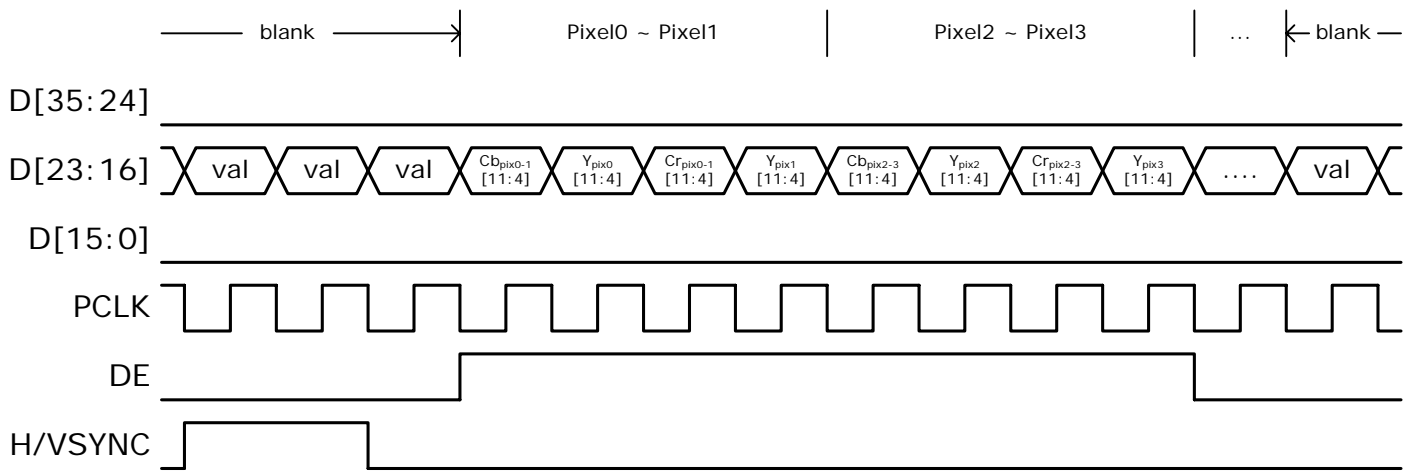 blank Pixel0 ~ Pixel1 Pixel2 ~ Pixel3 ... blank
D[35:24]
D[23:16] val val val Cbpix0-1 [11:4] Ypix0 [11:4] Crpix0-1 [11:4] Ypix1 [11:4] Cbpix2-3 [11:4] Ypix2 [11:4] Crpix2-3 [11:4] Ypix3 [11:4] .... val
D[15:0]
PCLK
DE
H/VSYNC